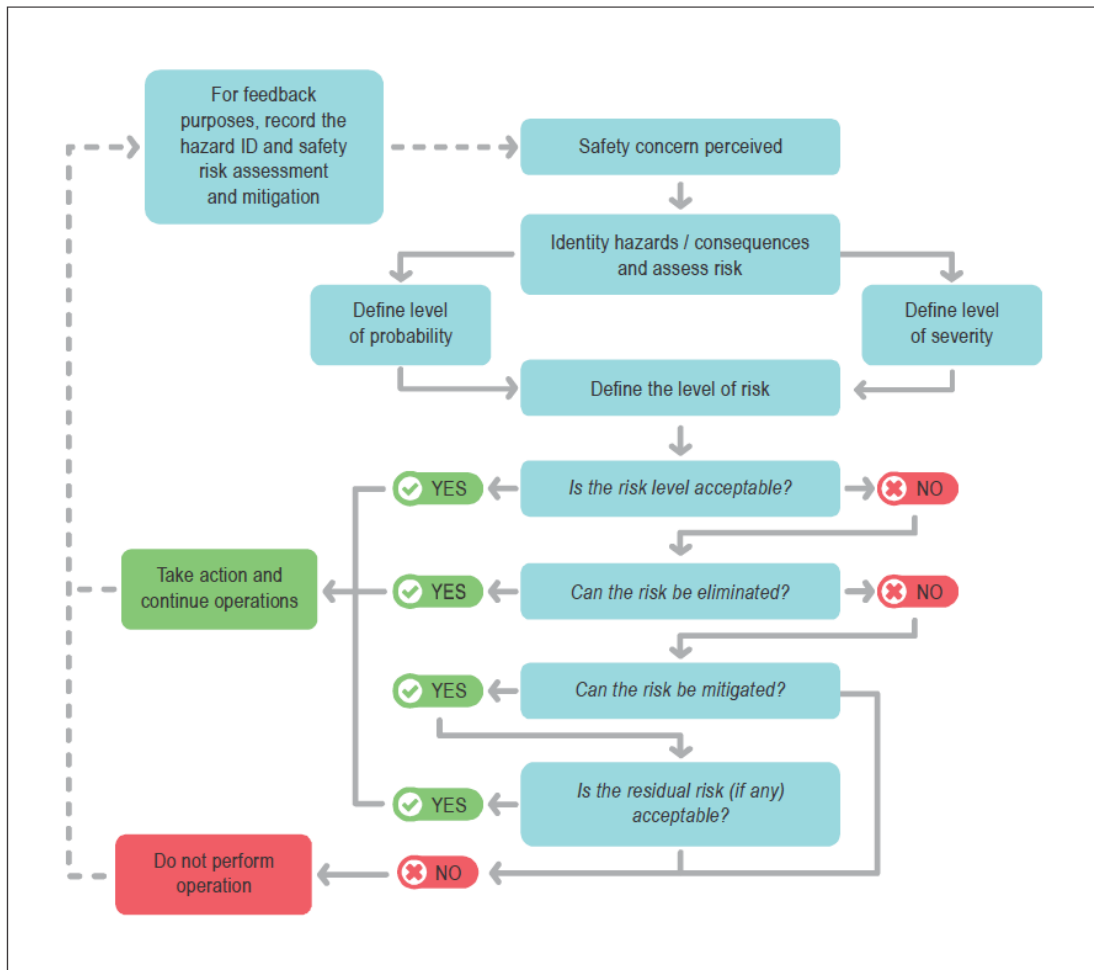 For feedback
purposes, record the
hazard ID and safety
risk assessment
and mitigation
Safety concern perceived
Identity hazards / consequences
and assess risk
Define level
of probability
Define level
of severity
Define the level of risk
YES
Is the risk level acceptable?
NO
Take action and
continue operations
YES
Can the risk be eliminated?
NO
YES
Can the risk be mitigated?
YES
Is the residual risk (if any)
acceptable?
Do not perform
operation
NO